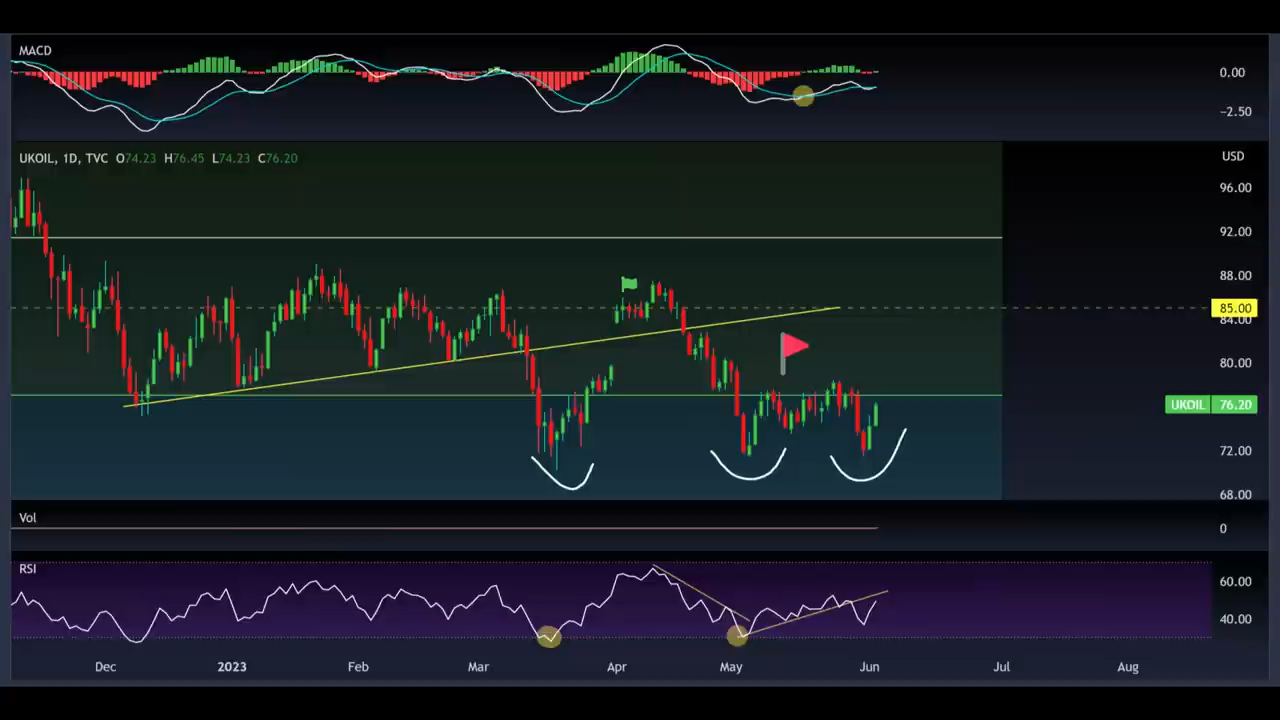 MACD
0.00
−2.50
UKOIL, 1D, TVC O74.23 H76.45 L74.23 C76.20
USD
96.00
92.00
88.00
85.00
84.00
80.00
UKOIL 76.20
72.00
68.00
Vol
0
RSI
60.00
40.00
Dec 2023 Feb Mar Apr May Jun Jul Aug